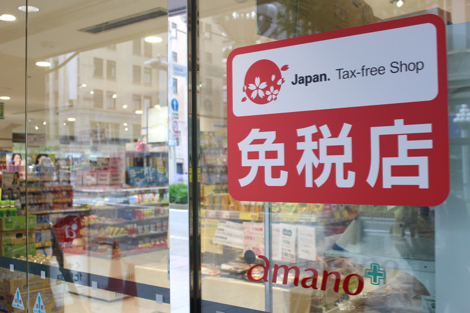 Japan. Tax-free Shop
免税店
amano